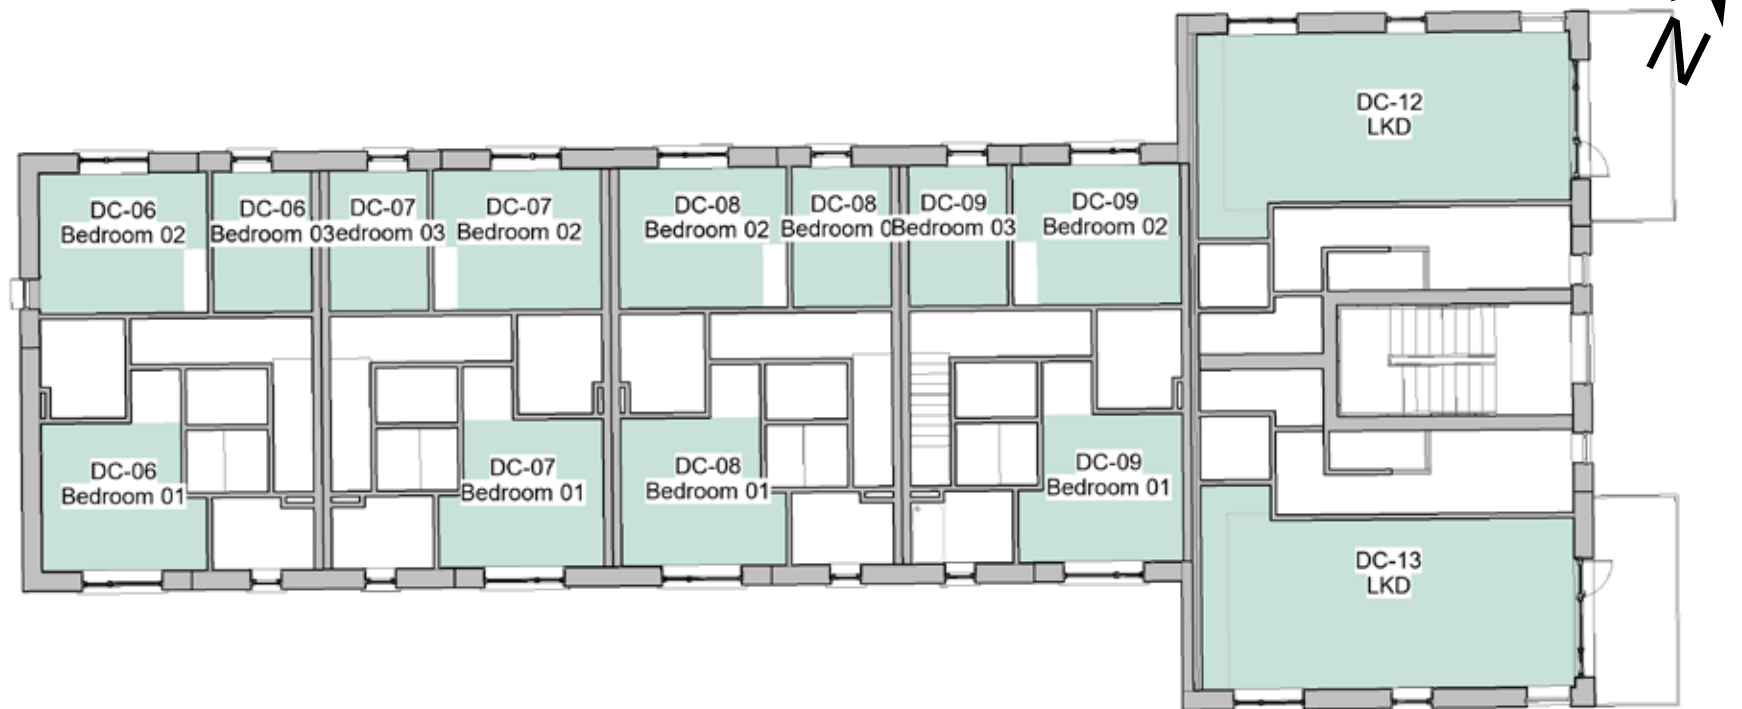 N
DC-12
LKD
DC-06
Bedroom 02
DC-06
Bedroom 03
DC-07
edroom 03
DC-07
Bedroom 02
DC-08
Bedroom 02
DC-08
Bedroom 0
DC-09
Bedroom 03
DC-09
Bedroom 02
DC-06
Bedroom 01
DC-07
Bedroom 01
DC-08
Bedroom 01
DC-09
Bedroom 01
DC-13
LKD